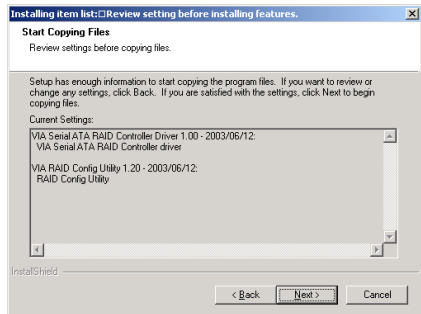 Installing item list:□Review setting before installing features.
Start Copying Files
Review settings before copying files.
Setup has enough information to start copying the program files. If you want to review or
change any settings, click Back. If you are satisfied with the settings, click Next to begin
copying files.
Current Settings:
VIA Serial ATA RAID Controller Driver 1.00 - 2003/06/12:
VIA Serial ATA RAID Controller driver
VIA RAID Config Utility 1.20 - 2003/06/12:
RAID Config Utility
InstallShield
< Back Next > Cancel